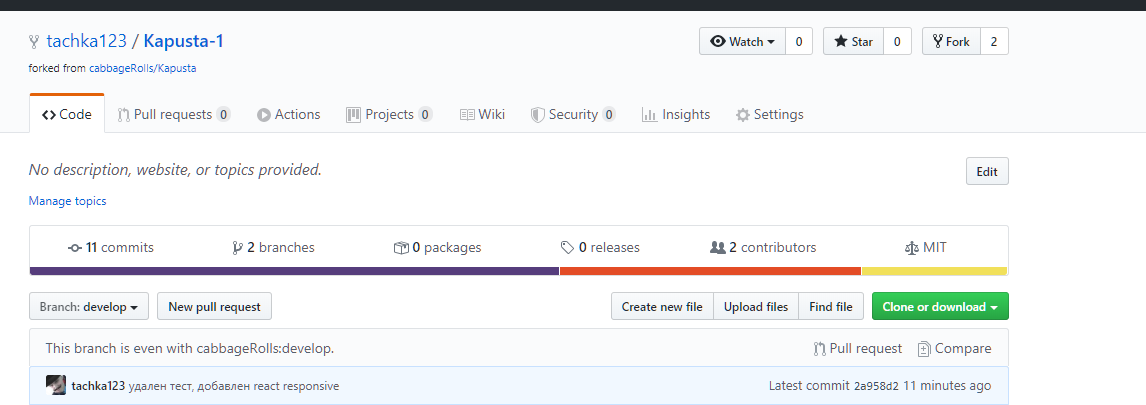 tachka123 / Kapusta-1 Watch 0 Star 0 Fork 2
forked from cabbageRolls/Kapusta
Code Pull requests 0 Actions Projects 0 Wiki Security 0 Insights Settings
No description, website, or topics provided. Edit
Manage topics
11 commits 2 branches 0 packages 0 releases 2 contributors MIT
Branch: develop New pull request Create new file Upload files Find file Clone or download
This branch is even with cabbageRolls:develop. Pull request Compare
tachka123 удален тест, добавлен react responsive Latest commit 2a958d2 11 minutes ago